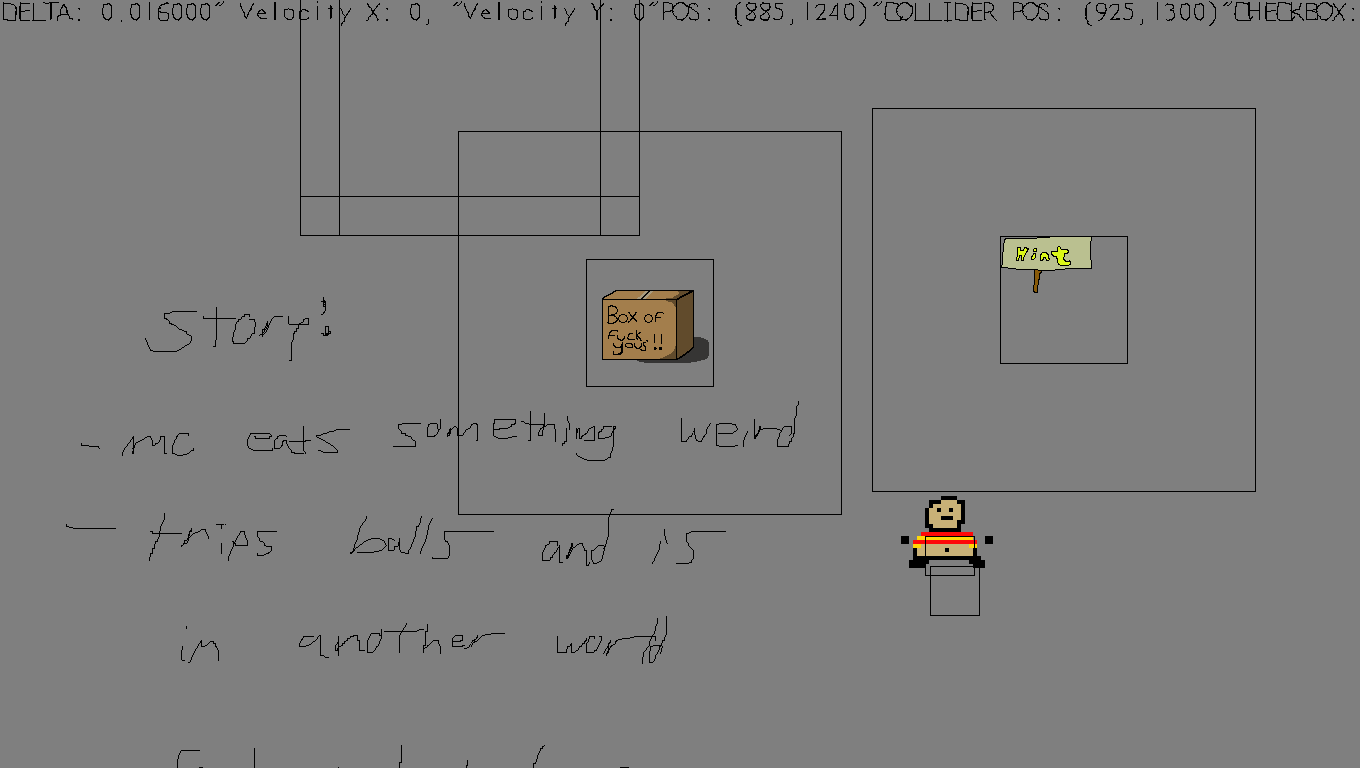 DELTA: 0.016000" Velocity X: 0, "Velocity Y: 0"POS: (885,1240)"COLLIDER POS: (925,1300)"CHECKBOX:
Hint
BOX OF
Fuck
yous!!
Story:
- mc eats something weird
- trips balls and is
in another world